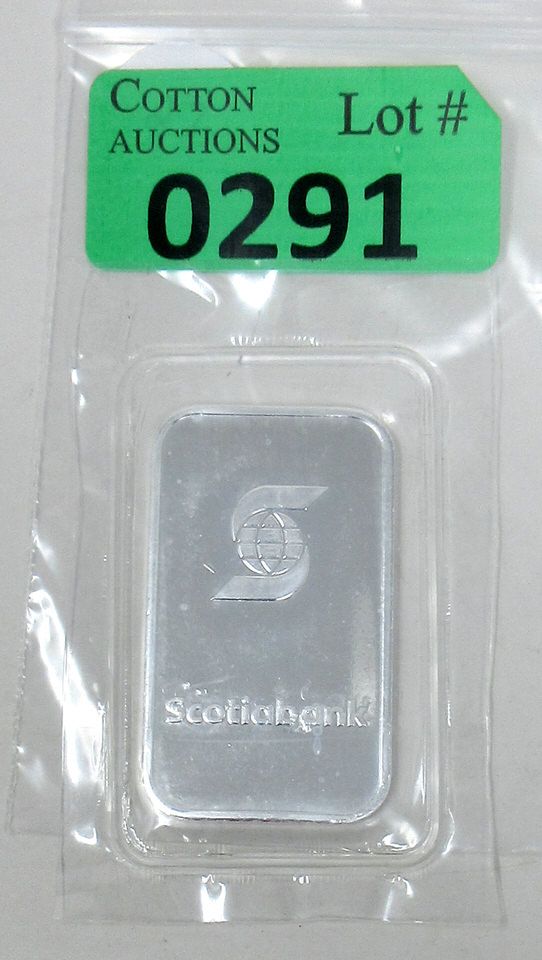 COTTON
AUCTIONS
Lot #
0291
Scotiabank